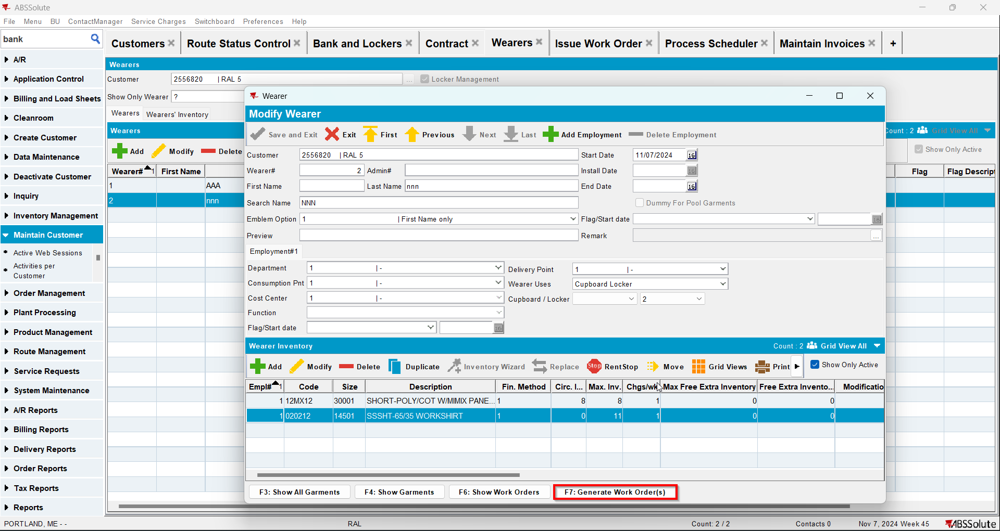 ABSSolute
File Menu BU ContactManager Service Charges Switchboard Preferences Help
bank
Customers Route Status Control Bank and Lockers Contract Wearers Issue Work Order Process Scheduler Maintain Invoices +
A/R
Application Control
Billing and Load Sheets
Cleanroom
Create Customer
Data Maintenance
Deactivate Customer
Inquiry
Inventory Management
Maintain Customer
Active Web Sessions
Activities per
Customer
Order Management
Plant Processing
Product Management
Route Management
Service Requests
System Maintenance
A/R Reports
Billing Reports
Delivery Reports
Order Reports
Tax Reports
Reports
Wearers
Customer 2556820 | RAL 5 ... Locker Management
Show Only Wearer ?
Wearers Wearers' Inventory
Wearers
Count : 2 Grid View All
Add Modify Delete
Show Only Active
Wearer# 1 First Name
Flag Flag Descript
1 AAA
2 nnn
Wearer
Modify Wearer
Save and Exit Exit First Previous Next Last Add Employment Delete Employment
Customer 2556820 | RAL 5 Start Date 11/07/2024 16
Wearer# 2 Admin# Install Date 16
First Name Last Name nnn End Date 16
Search Name NNN Dummy For Pool Garments
Emblem Option 1 | First Name only Flag/Start date 16
Preview Remark ...
Employment#1
Department 1 | - Delivery Point 1 | -
Consumption Pnt 1 | - Wearer Uses Cupboard Locker
Cost Center 1 | - Cupboard / Locker 2
Function
Flag/Start date 16
Wearer Inventory Count : 2 Grid View All
Add Modify Delete Duplicate Inventory Wizard Replace Stop RentStop Move Grid Views Print Show Only Active
Empl# 1 Code Size Description Fin. Method Circ. I... Max. Inv. Chgs/wk Max Free Extra Inventory Free Extra Invento... Modificatio
1 12MX12 30001 SHORT-POLY/COT W/MIMIX PANE... 1 8 8 1 0 0
1 020212 14501 SSSHT-65/35 WORKSHIRT 1 0 11 1 0 0
F3: Show All Garments F4: Show Garments F6: Show Work Orders F7: Generate Work Order(s)
PORTLAND, ME - - RAL Count: 2 / 2 Contacts 0 Nov 7, 2024 Week 45 ABSSolute